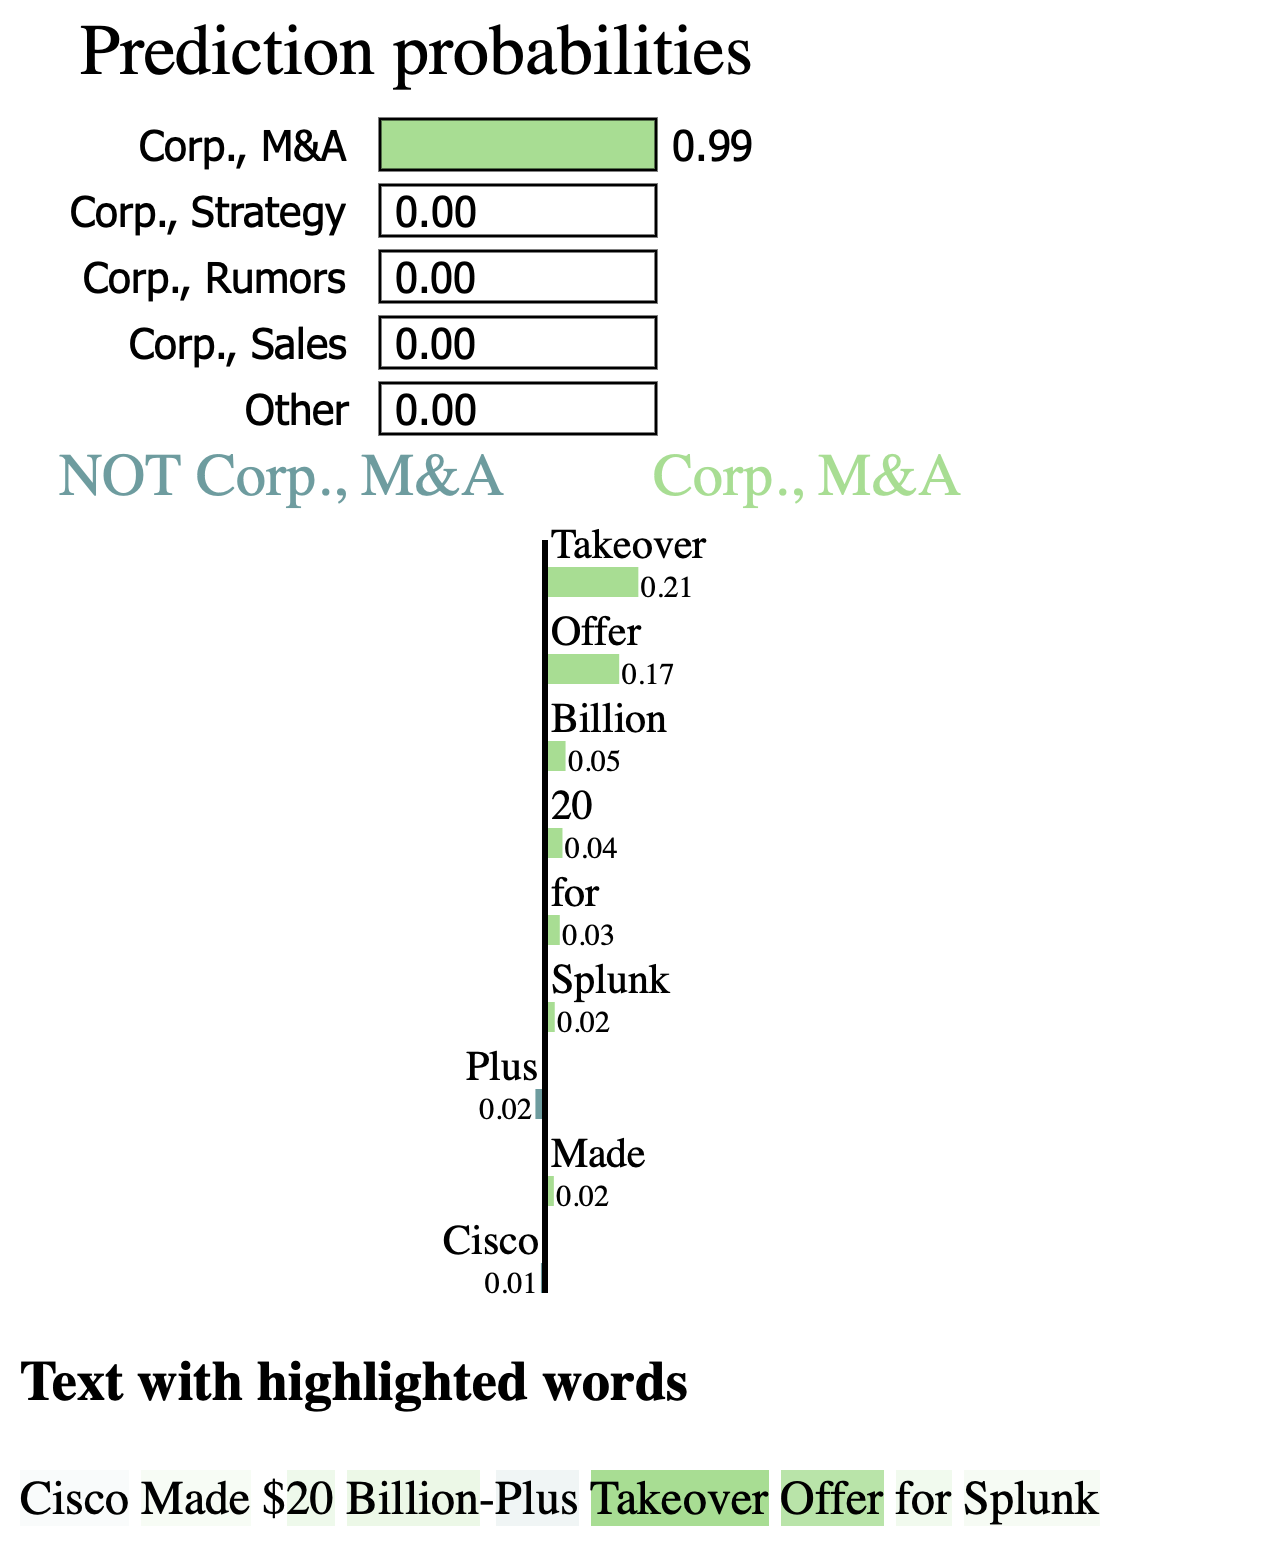 Prediction probabilities
Corp., M&A 0.99
Corp., Strategy 0.00
Corp., Rumors 0.00
Corp., Sales 0.00
Other 0.00
NOT Corp., M&A Corp., M&A
Takeover
0.21
Offer
0.17
Billion
0.05
20
0.04
for
0.03
Splunk
0.02
Plus
0.02
Made
0.02
Cisco
0.01
Text with highlighted words
Cisco Made $20 Billion-Plus Takeover Offer for Splunk